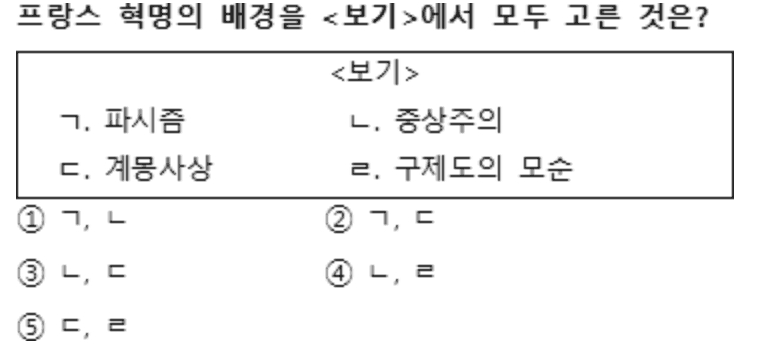 프랑스 혁명의 배경을 <보기>에서 모두 고른 것은?
<보기>
ㄱ. 파시즘 ㄴ. 중상주의
ㄷ. 계몽사상 ㄹ. 구제도의 모순
① ㄱ, ㄴ ② ㄱ, ㄷ
③ ㄴ, ㄷ ④ ㄴ, ㄹ
⑤ ㄷ, ㄹ